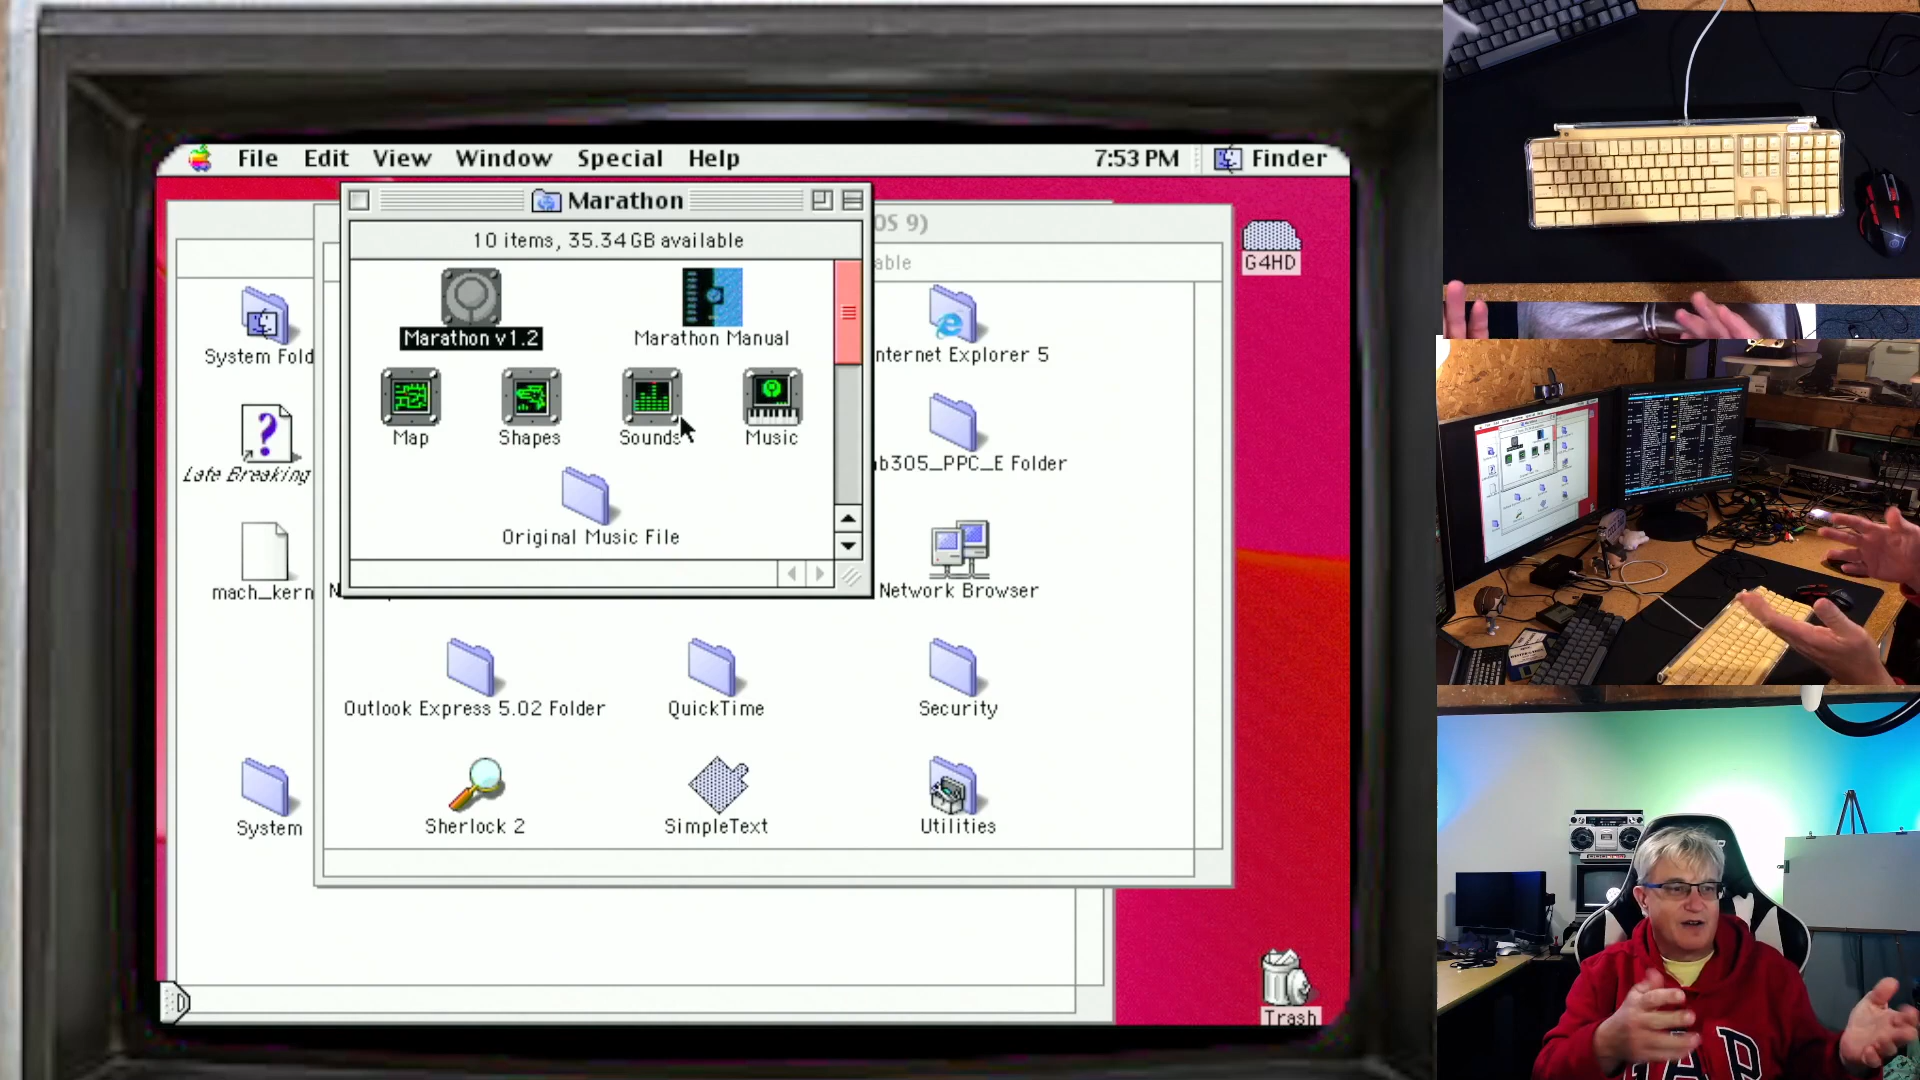 File Edit View Window Special Help 7:53 PM Finder
Marathon
OS 9)
10 items, 35.34 GB available
able
G4HD
Marathon v1.2
Marathon Manual
System Fold
nternet Explorer 5
Map
Shapes
Sounds
Music
Late Breaking
b305_PPC_E Folder
Original Music File
mach_kern
N
Network Browser
Outlook Express 5.02 Folder
QuickTime
Security
System
Sherlock 2
SimpleText
Utilities
Trash
GAP